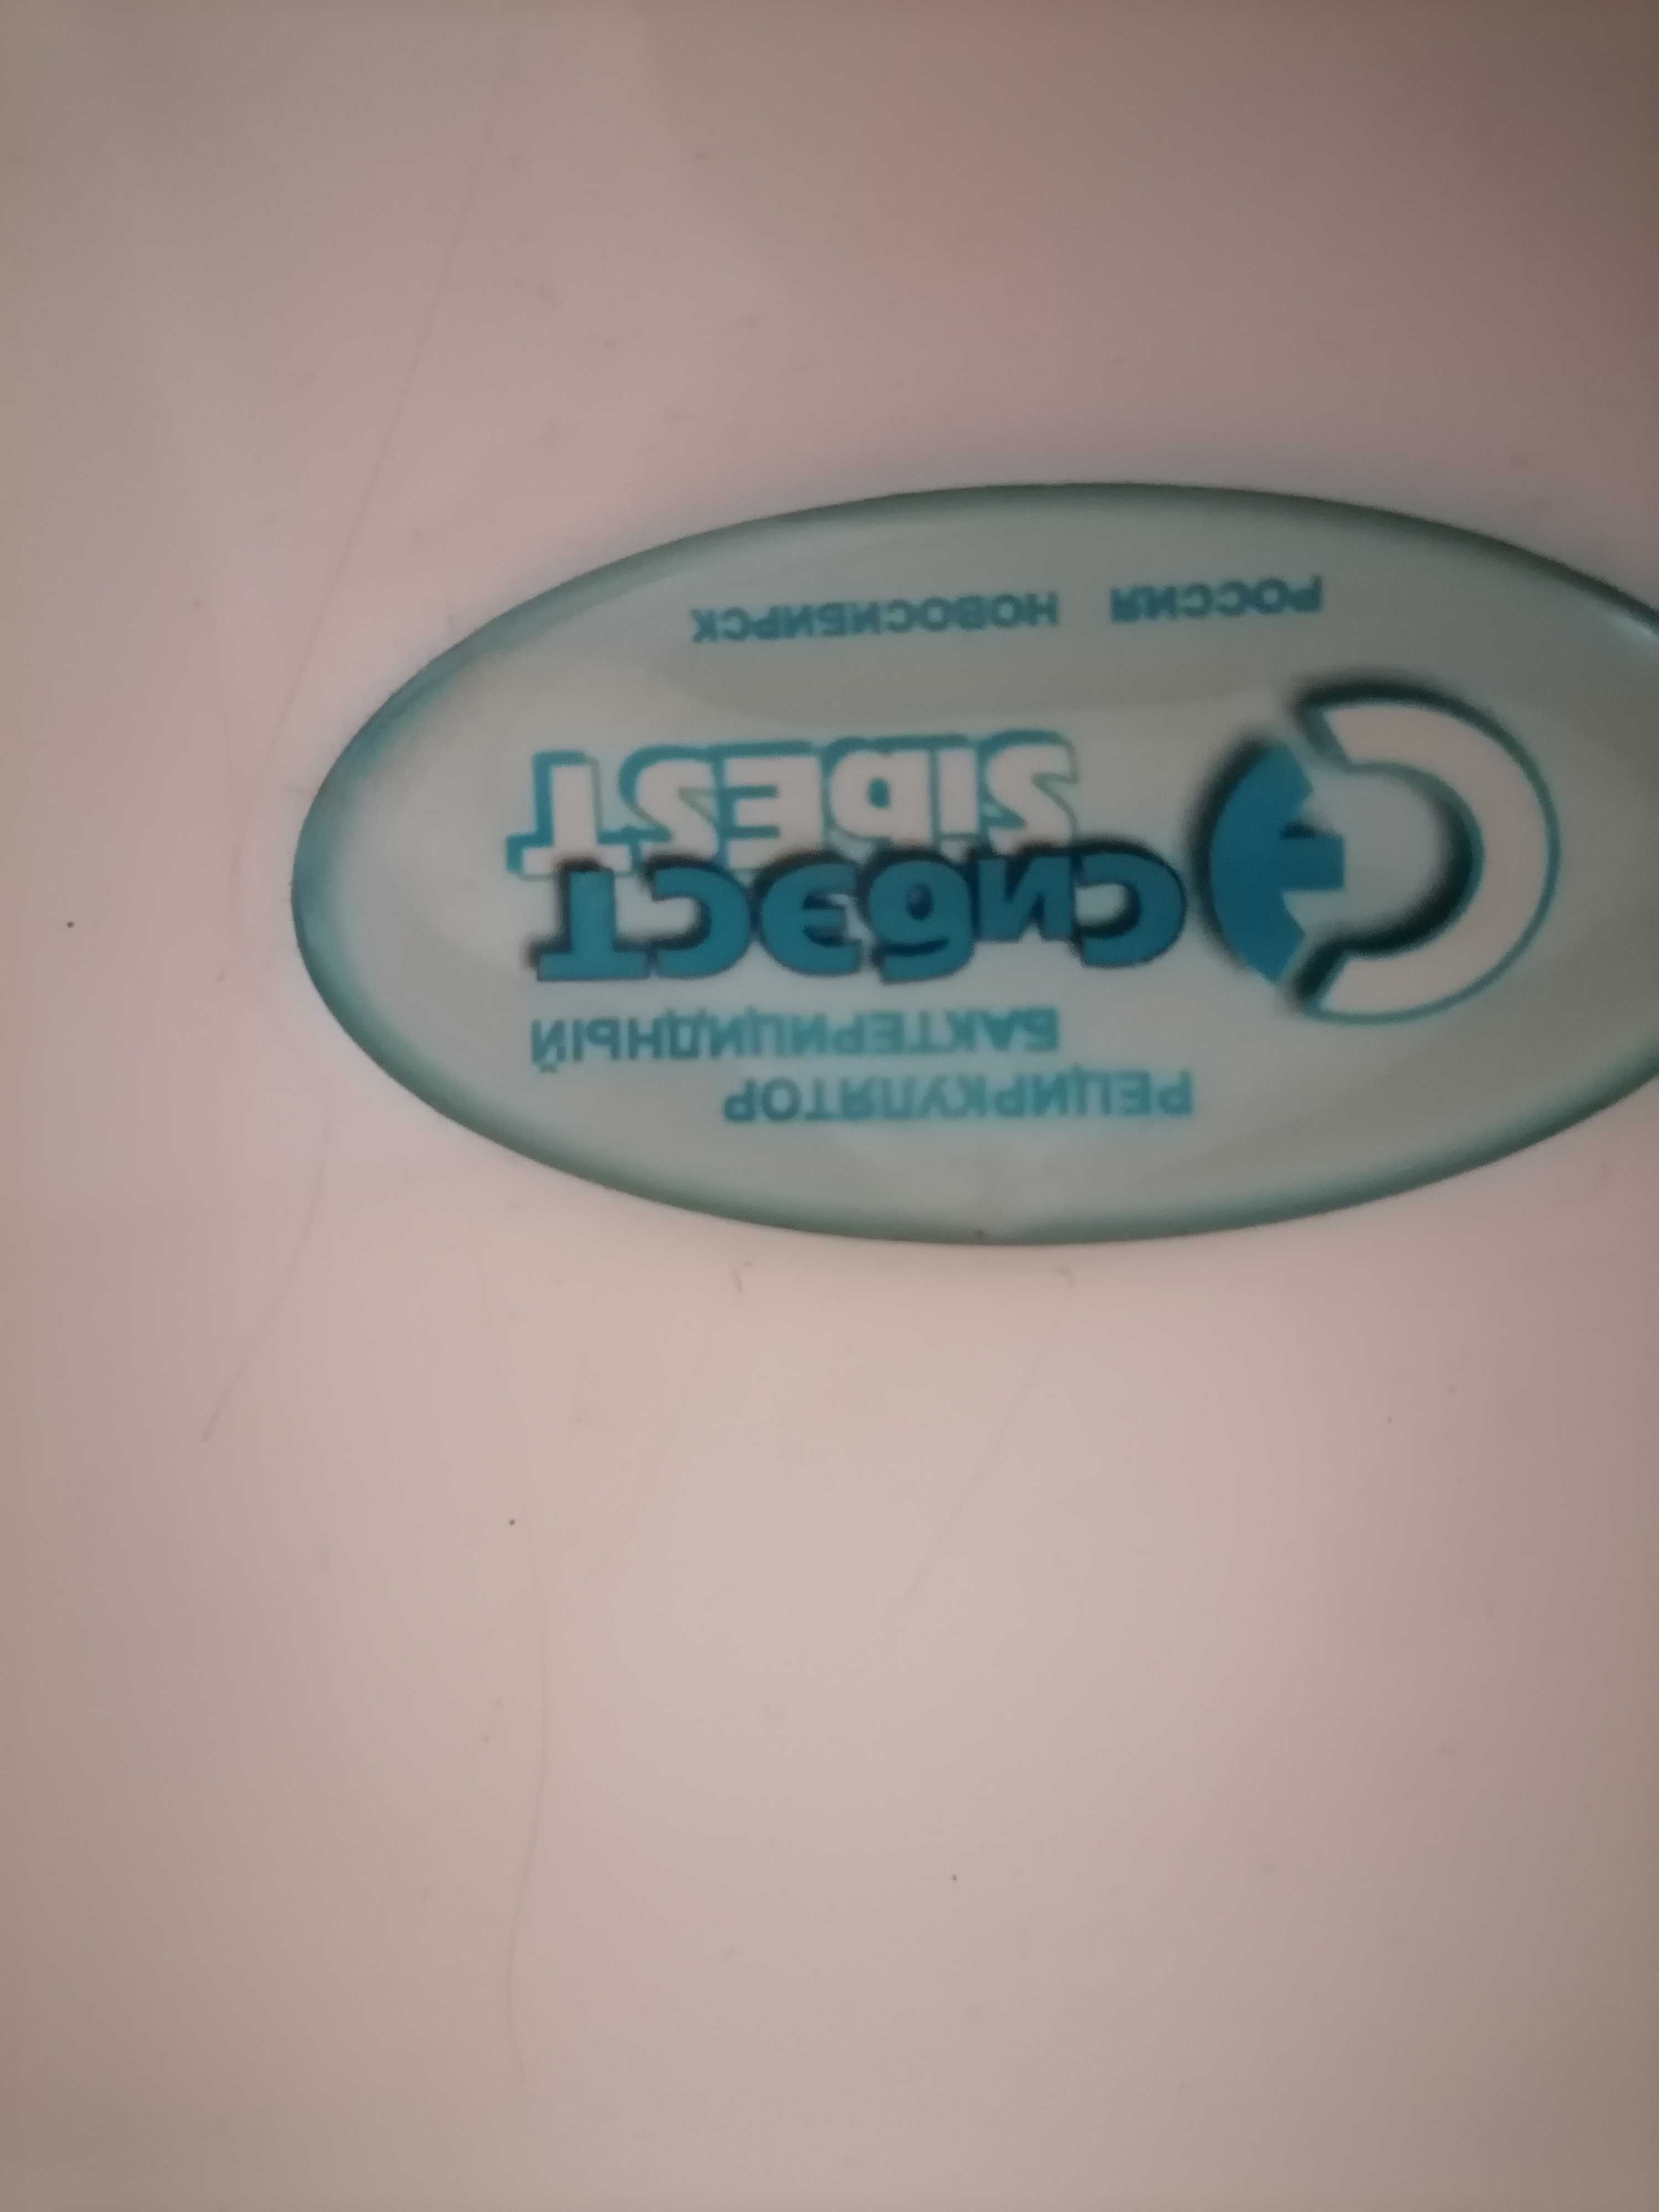 РЕЦИРКУЛЯТОР
БАКТЕРИЦИДНЫЙ
СИБЭСТ
SIBEST
РОССИЯ НОВОСИБИРСК